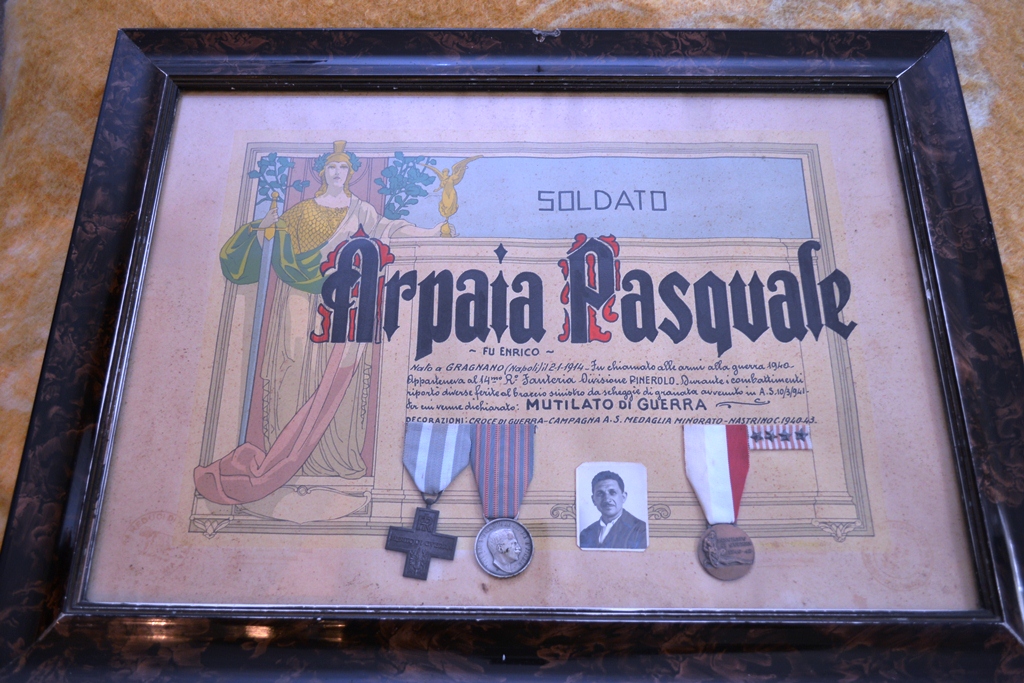 SOLDATO
Arpaia Pasquale
~ FU ENRICO ~
Nato a GRAGNANO (Napoli) il 2-1-1914 - Fu chiamato alle armi alla guerra 1940-
Apparteneva al 14mo Rº Fanteria Divisione PINEROLO. Durante i combattimenti
riportò diverse ferite al braccio sinistro da schegge di granata avvenuto in A.S. 10/3/941-
Per cui venne dichiarato: MUTILATO DI GUERRA
DECORAZIONI: CROCE DI GUERRA-CAMPAGNA A.S. MEDAGLIA MINORATO-NASTRINO C. 1940-43.